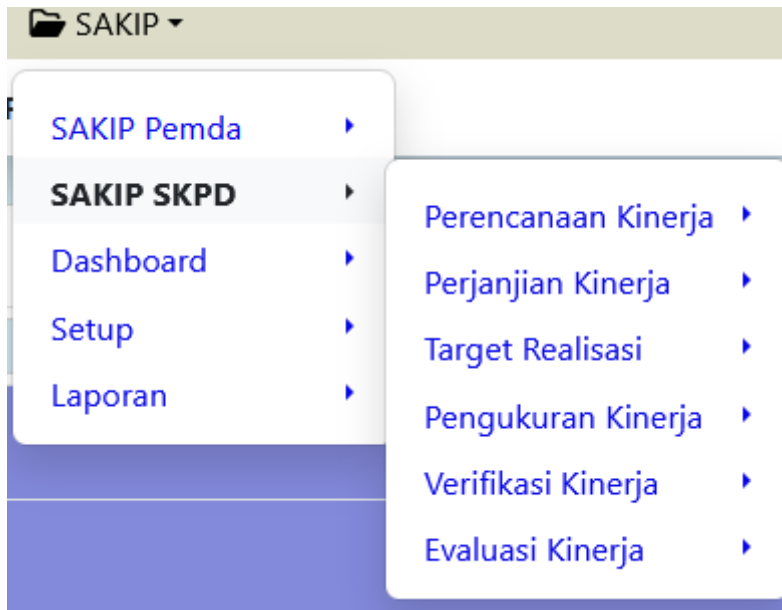 SAKIP
SAKIP Pemda
SAKIP SKPD
Dashboard
Setup
Laporan
Perencanaan Kinerja
Perjanjian Kinerja
Target Realisasi
Pengukuran Kinerja
Verifikasi Kinerja
Evaluasi Kinerja